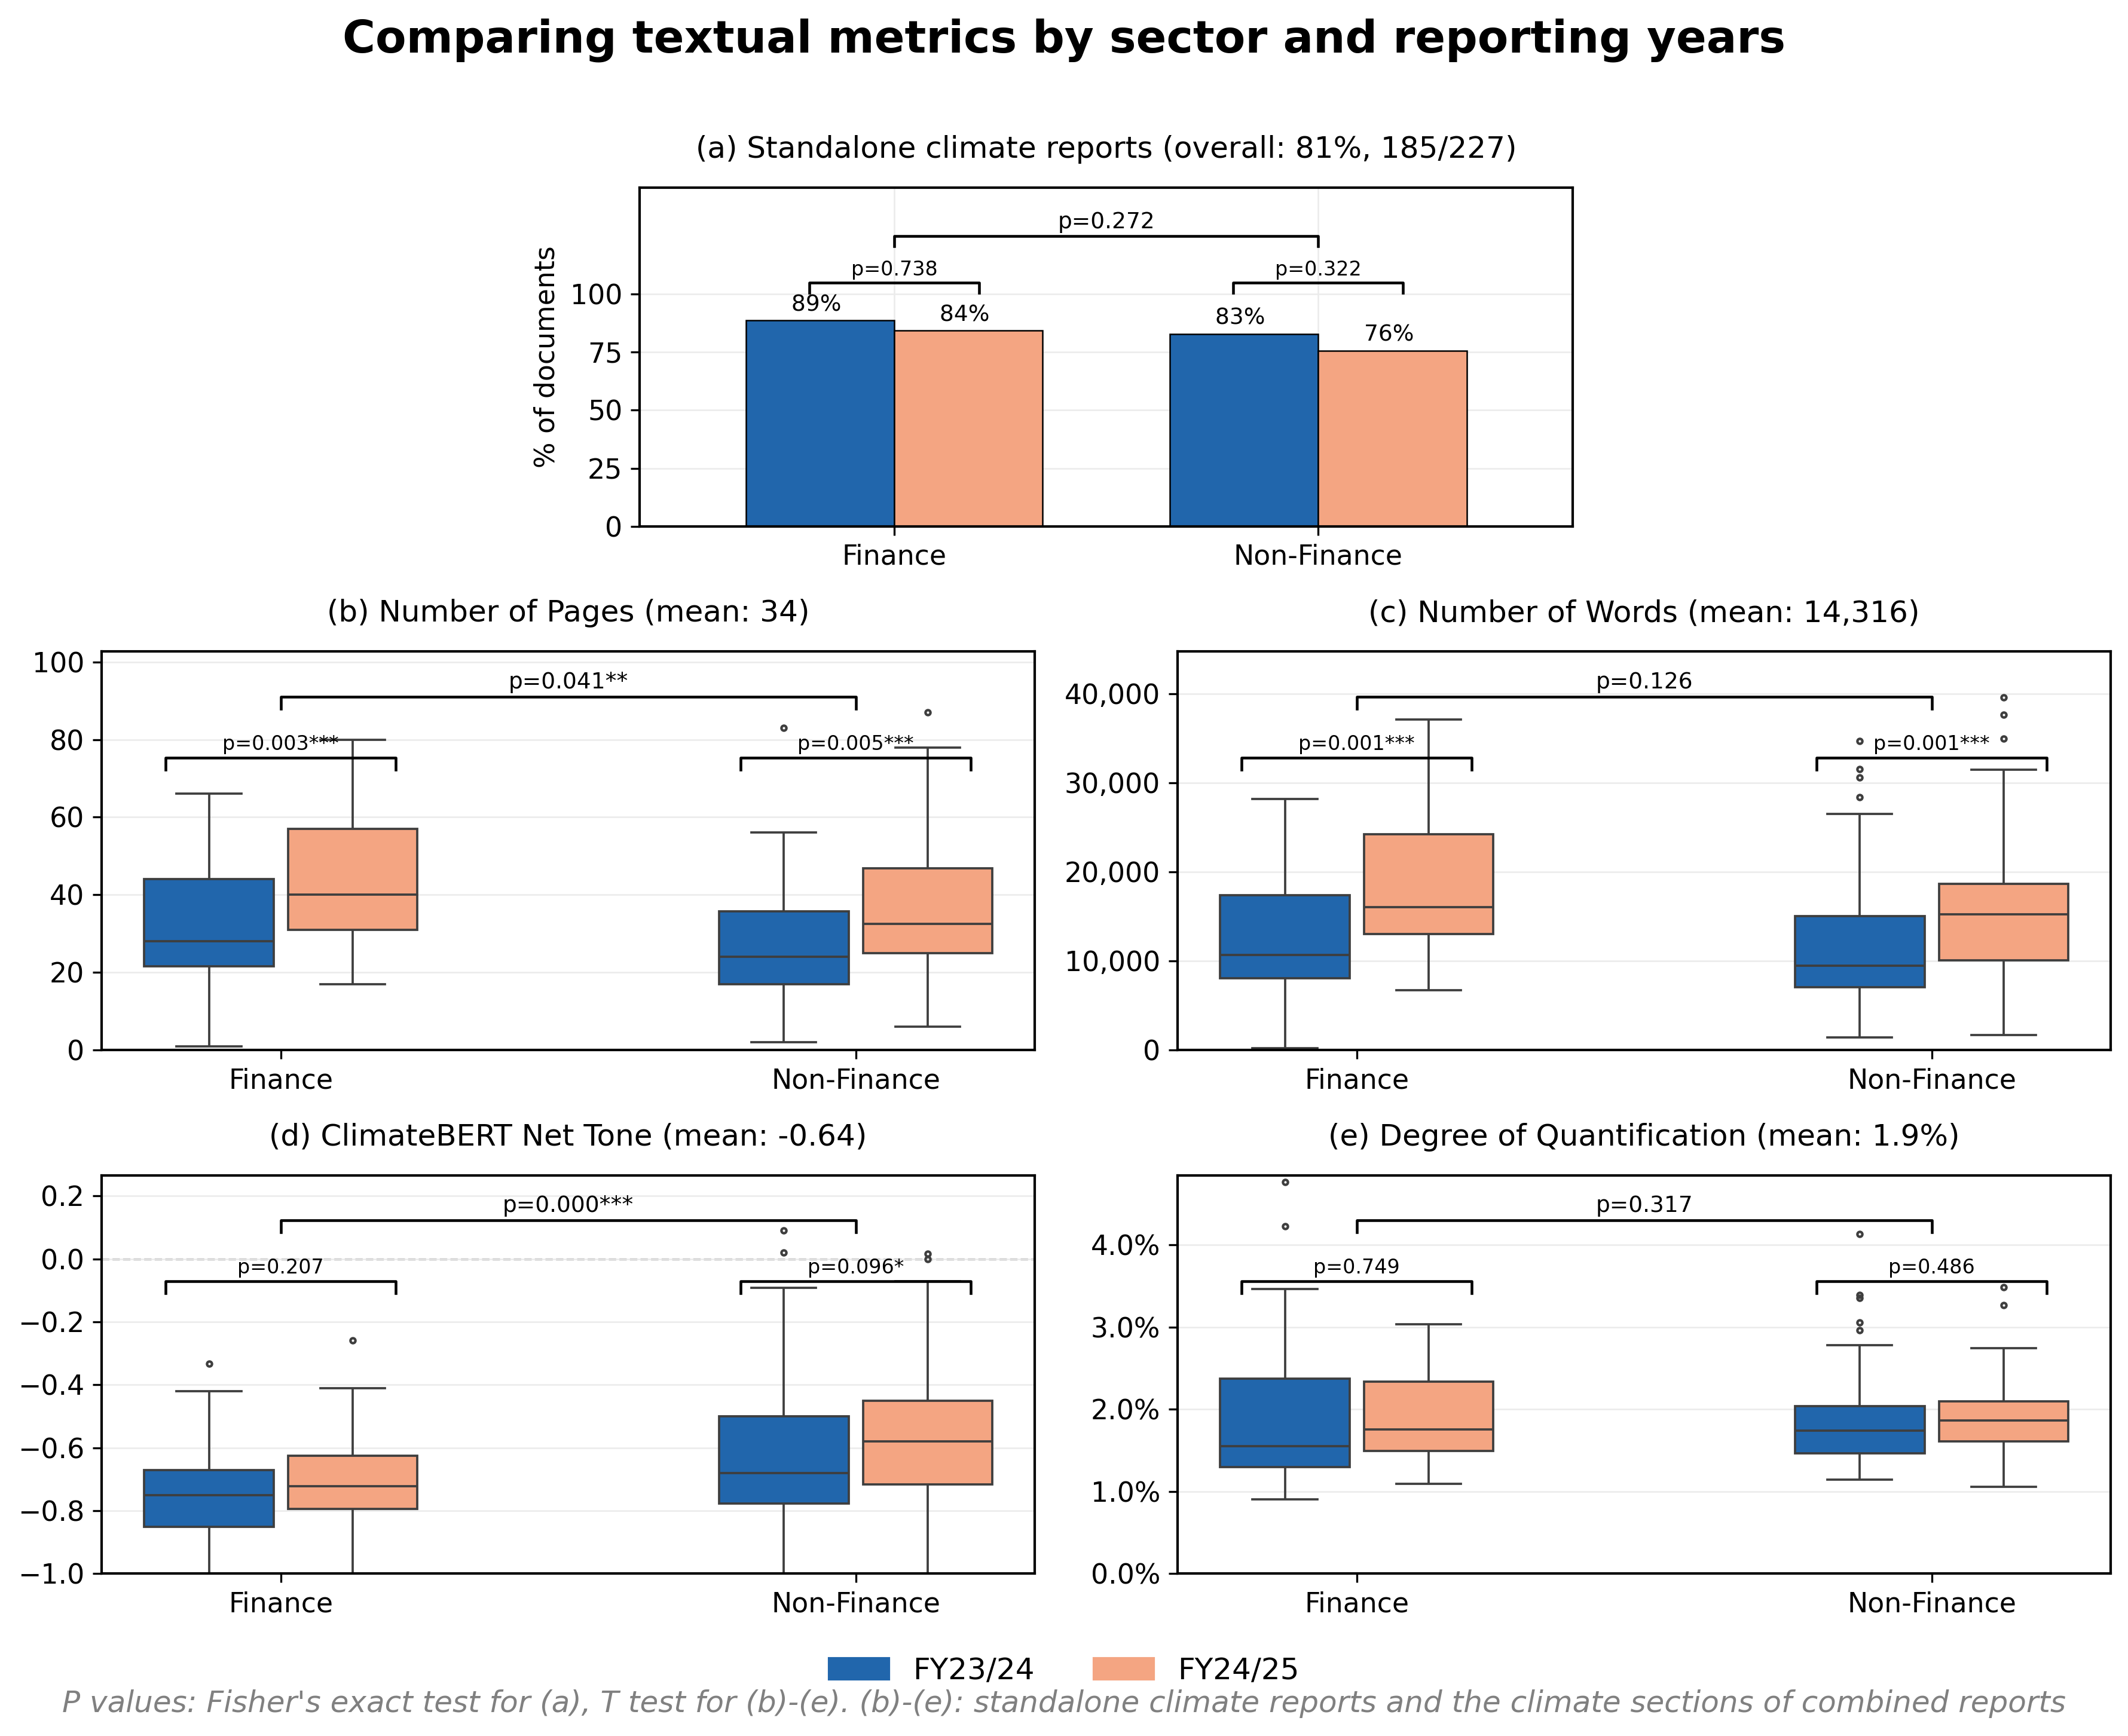 Comparing textual metrics by sector and reporting years
(a) Standalone climate reports (overall: 81%, 185/227)
p=0.272
p=0.738
p=0.322
89%
84%
83%
76%
% of documents
100
75
50
25
0
Finance
Non-Finance
(b) Number of Pages (mean: 34)
100
80
60
40
20
0
p=0.041**
p=0.003***
p=0.005***
Finance
Non-Finance
(c) Number of Words (mean: 14,316)
40,000
30,000
20,000
10,000
0
p=0.126
p=0.001***
p=0.001***
Finance
Non-Finance
(d) ClimateBERT Net Tone (mean: -0.64)
0.2
0.0
−0.2
−0.4
−0.6
−0.8
−1.0
p=0.000***
p=0.207
p=0.096*
Finance
Non-Finance
(e) Degree of Quantification (mean: 1.9%)
4.0%
3.0%
2.0%
1.0%
0.0%
p=0.317
p=0.749
p=0.486
Finance
Non-Finance
FY23/24
FY24/25
P values: Fisher's exact test for (a), T test for (b)-(e). (b)-(e): standalone climate reports and the climate sections of combined reports